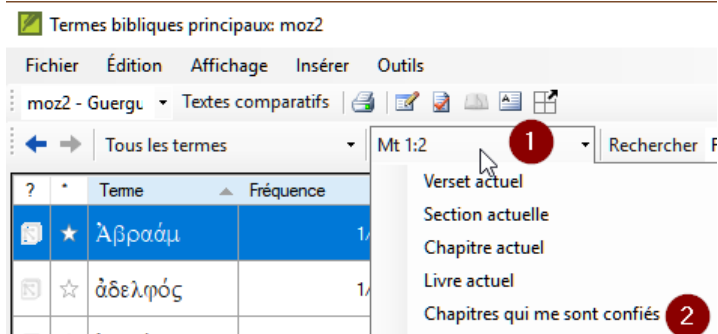 Termes bibliques principaux: moz2
Fichier Édition Affichage Insérer Outils
moz2 - Guergu Textes comparatifs
Tous les termes Mt 1:2 1 Rechercher
? * Terme Fréquence
Verset actuel
Section actuelle
Ἀβραάμ 1/
Chapitre actuel
Livre actuel
ἀδελφός 1/
Chapitres qui me sont confiés 2